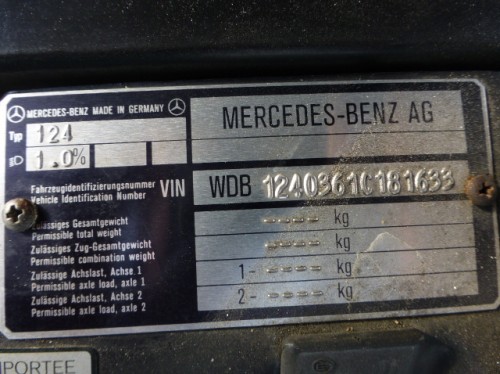 MERCEDES-BENZ MADE IN GERMANY
MERCEDES-BENZ AG
Typ 124
1.0%
Fahrzeugidentifizierungsnummer
Vehicle Identification Number
VIN
WDB 1240361C181633
Zulässiges Gesamtgewicht
Permissible total weight
---- kg
Zulässiges Zug-Gesamtgewicht
Permissible combination weight
---- kg
Zulässige Achslast, Achse 1
Permissible axle load, axle 1
1- ---- kg
Zulässige Achslast, Achse 2
Permissible axle load, axle 2
2- ---- kg
MPORTEE